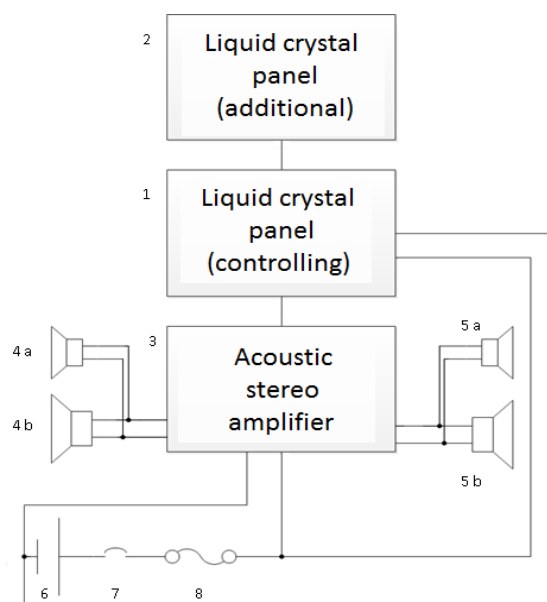 2
Liquid crystal
panel
(additional)
1
Liquid crystal
panel
(controlling)
3
Acoustic
stereo
amplifier
4 a
4 b
5 a
5 b
6
7
8